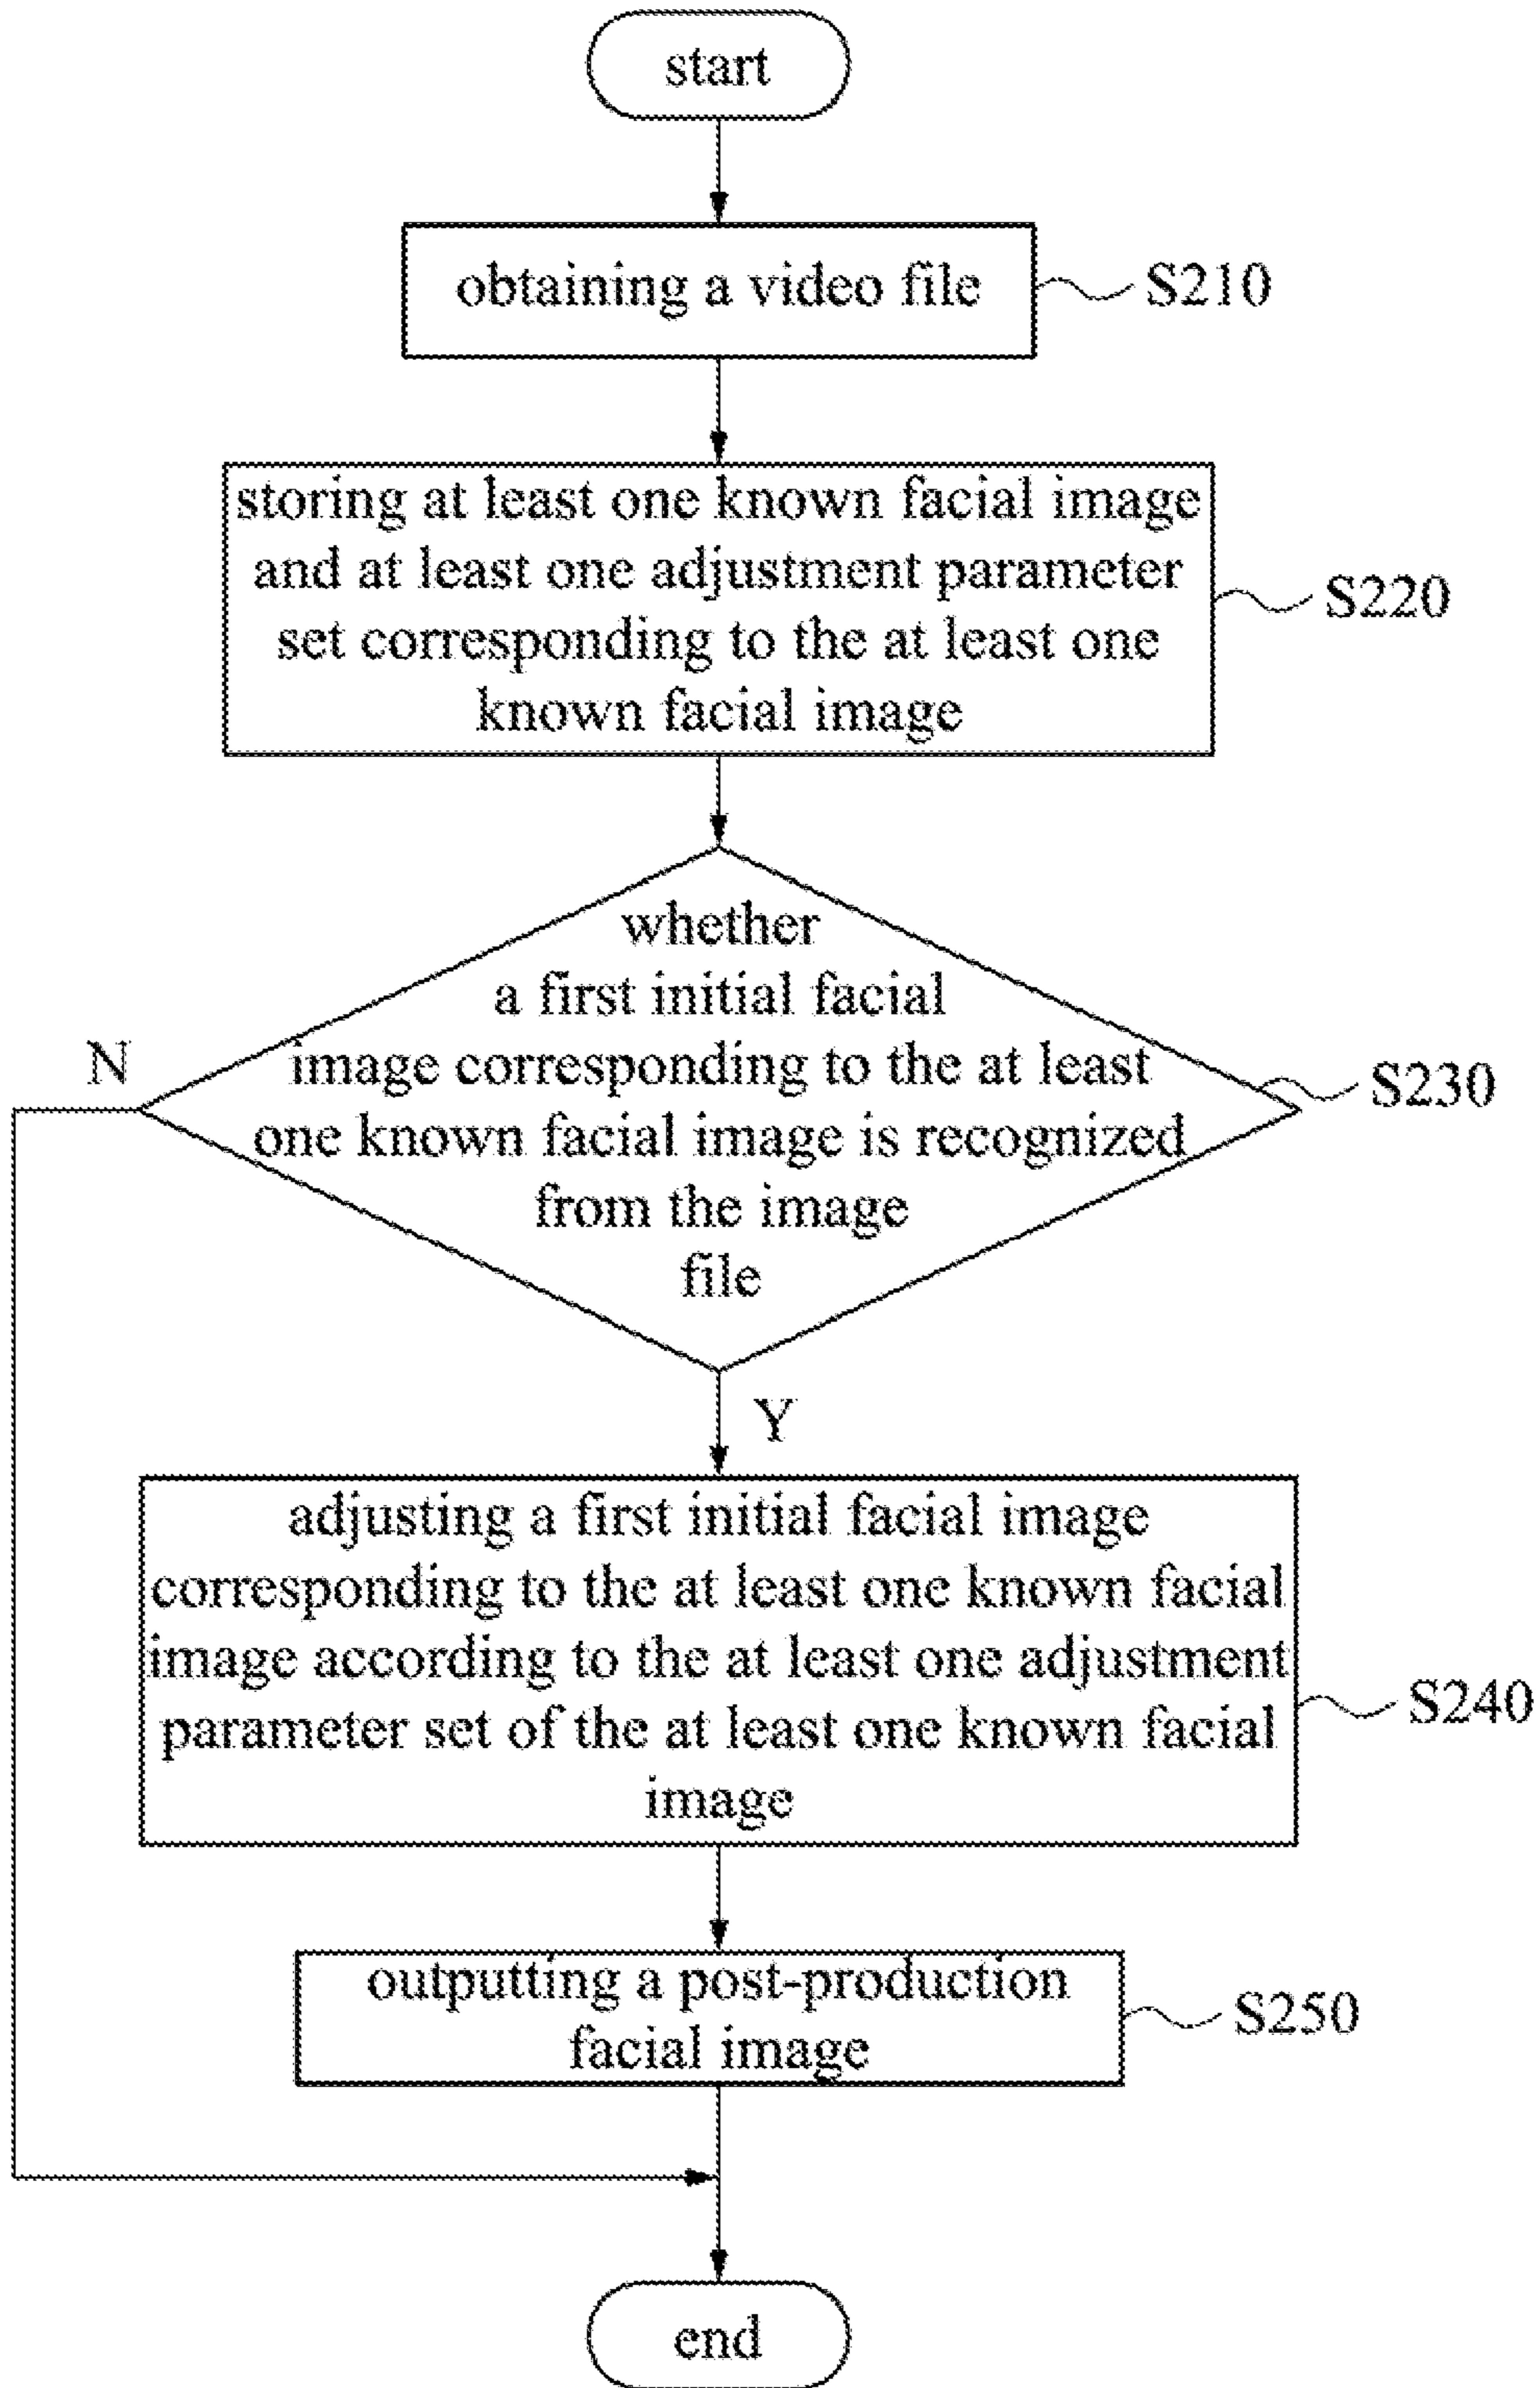 start
obtaining a video file
S210
storing at least one known facial image
and at least one adjustment parameter
set corresponding to the at least one
known facial image
S220
whether
a first initial facial
image corresponding to the at least
one known facial image is recognized
from the image
file
N
S230
Y
adjusting a first initial facial image
corresponding to the at least one known facial
image according to the at least one adjustment
parameter set of the at least one known facial
image
S240
outputting a post-production
facial image
S250
end